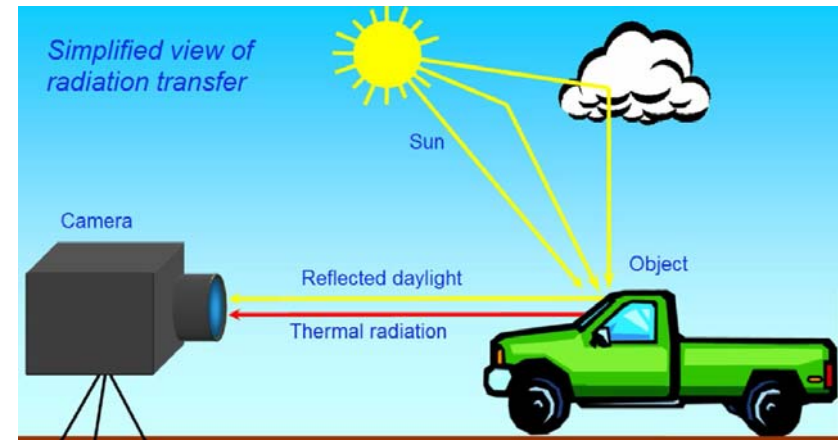 Simplified view of
radiation transfer
Sun
Camera
Object
Reflected daylight
Thermal radiation